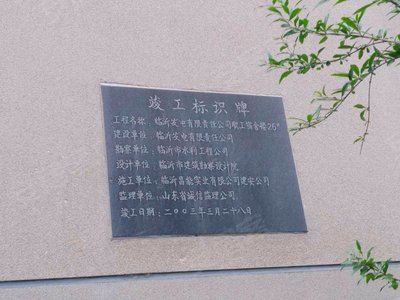 竣工标识牌
工程名称：临沂发电有限责任公司职工宿舍楼25#
建设单位：临沂发电有限责任公司
勘察单位：临沂市水利工程公司
设计单位：临沂市建筑勘察设计院
施工单位：临沂昌能实业有限公司建安公司
监理单位：山东省诚信监理公司
竣工日期：二〇〇三年三月二十八日